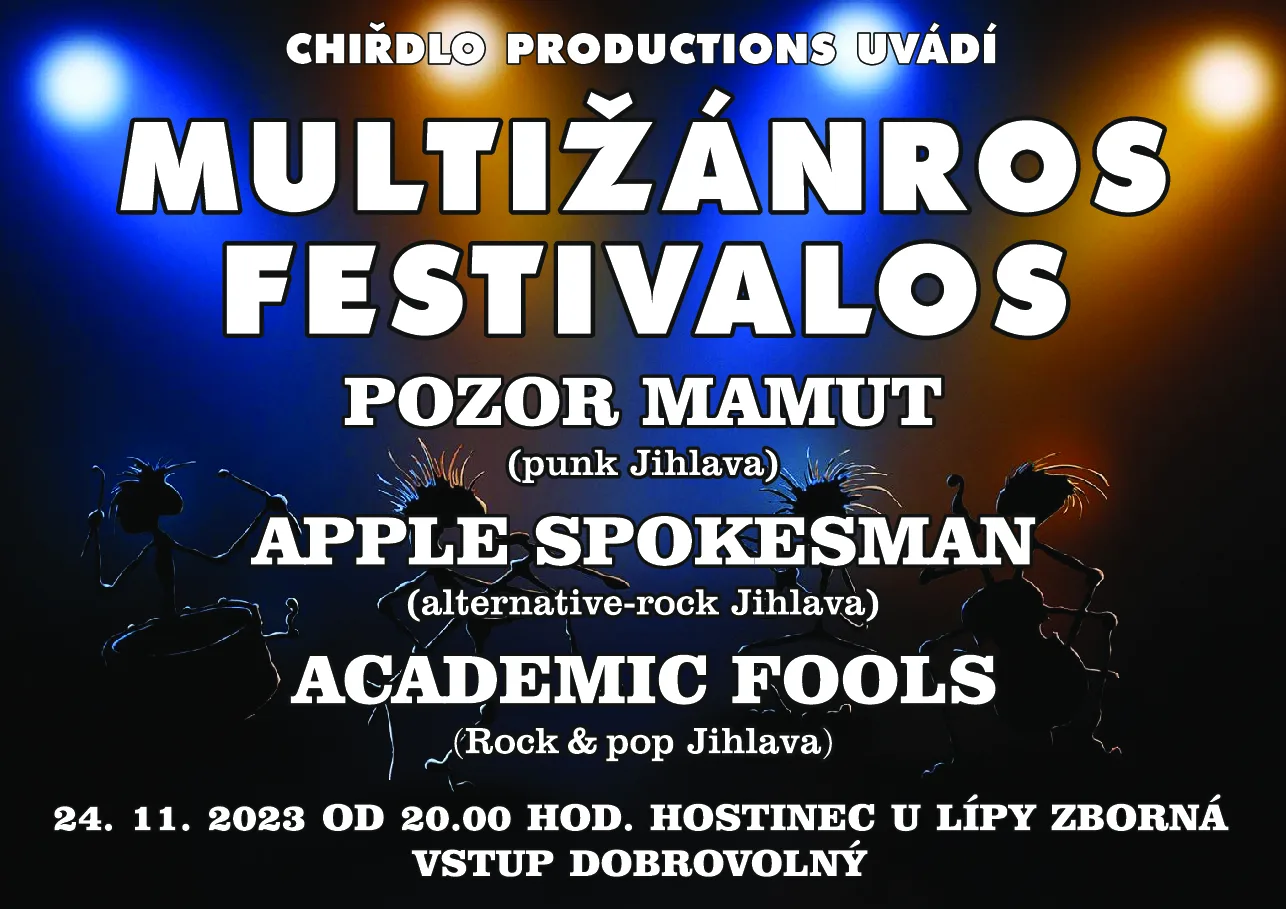 CHIŘDLO PRODUCTIONS UVÁDÍ
MULTIŽÁNROS
FESTIVALOS
POZOR MAMUT
(punk Jihlava)
APPLE SPOKESMAN
(alternative-rock Jihlava)
ACADEMIC FOOLS
(Rock & pop Jihlava)
24. 11. 2023 OD 20.00 HOD. HOSTINEC U LÍPY ZBORNÁ
VSTUP DOBROVOLNÝ